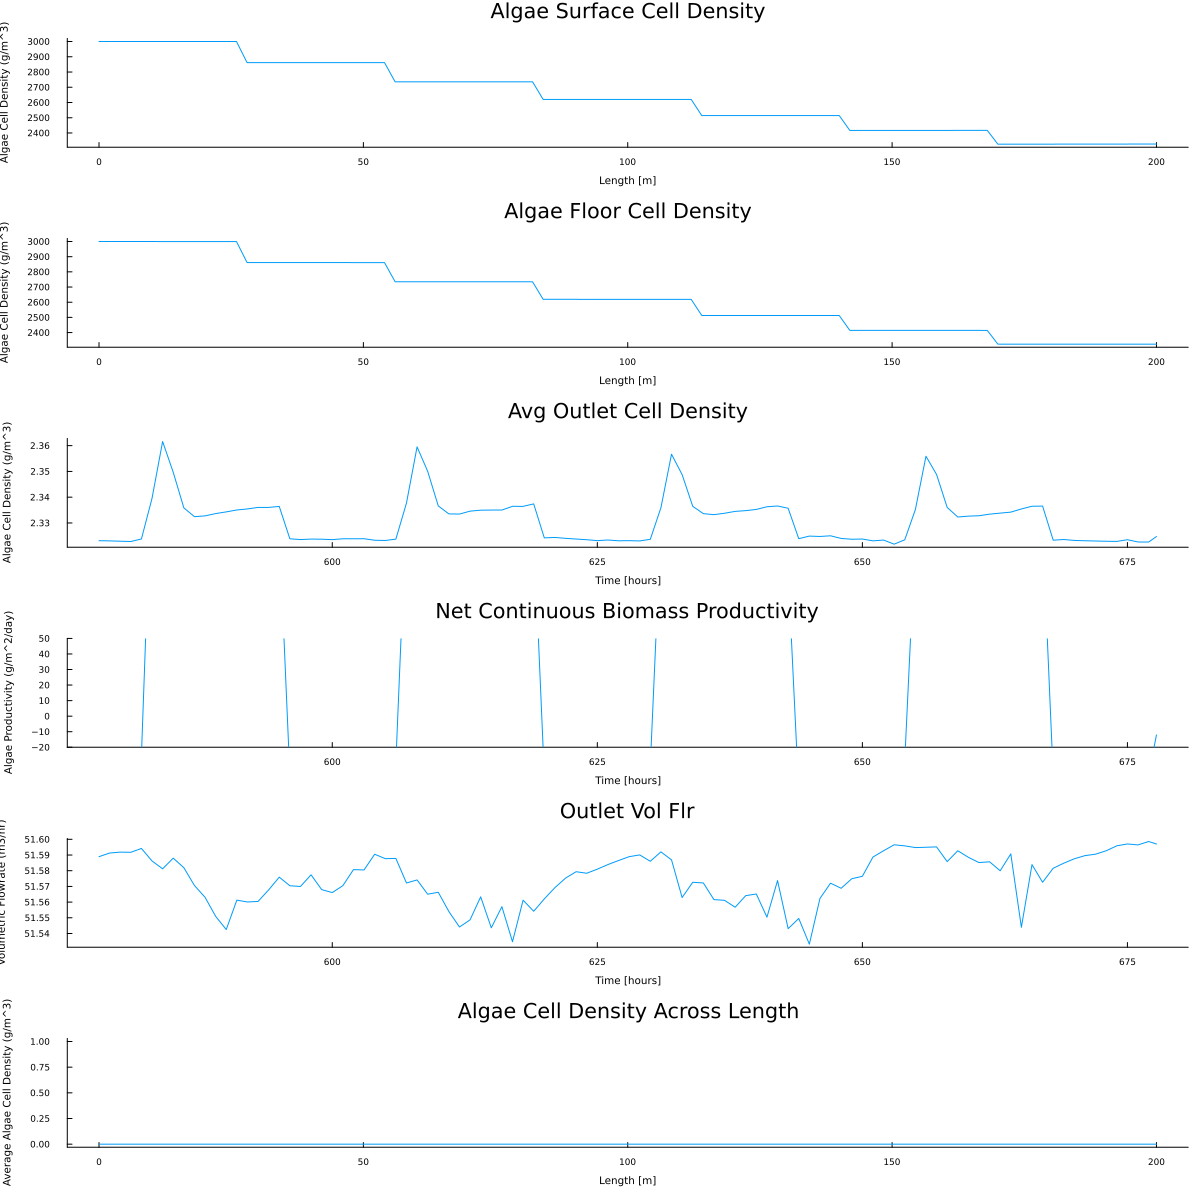 Algae Surface Cell Density
Algae Cell Density (g/m^3)
3000
2900
2800
2700
2600
2500
2400
0 50 100 150 200
Length [m]
Algae Floor Cell Density
Algae Cell Density (g/m^3)
3000
2900
2800
2700
2600
2500
2400
0 50 100 150 200
Length [m]
Avg Outlet Cell Density
Algae Cell Density (g/m^3)
2.36
2.35
2.34
2.33
600 625 650 675
Time [hours]
Net Continuous Biomass Productivity
Algae Productivity (g/m^2/day)
50
40
30
20
10
0
−10
−20
600 625 650 675
Time [hours]
Outlet Vol Flr
Volumetric Flowrate (m3/hr)
51.60
51.59
51.58
51.57
51.56
51.55
51.54
600 625 650 675
Time [hours]
Algae Cell Density Across Length
Average Algae Cell Density (g/m^3)
1.00
0.75
0.50
0.25
0.00
0 50 100 150 200
Length [m]